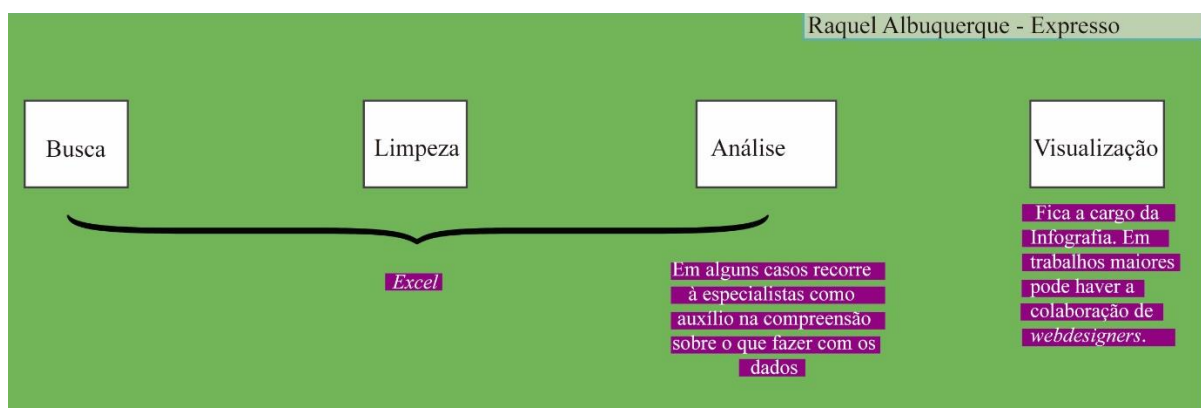 Raquel Albuquerque - Expresso
Busca
Limpeza
Análise
Visualização
Excel
Em alguns casos recorre
à especialistas como
auxílio na compreensão
sobre o que fazer com os
dados
Fica a cargo da
Infografia. Em
trabalhos maiores
pode haver a
colaboração de
webdesigners.